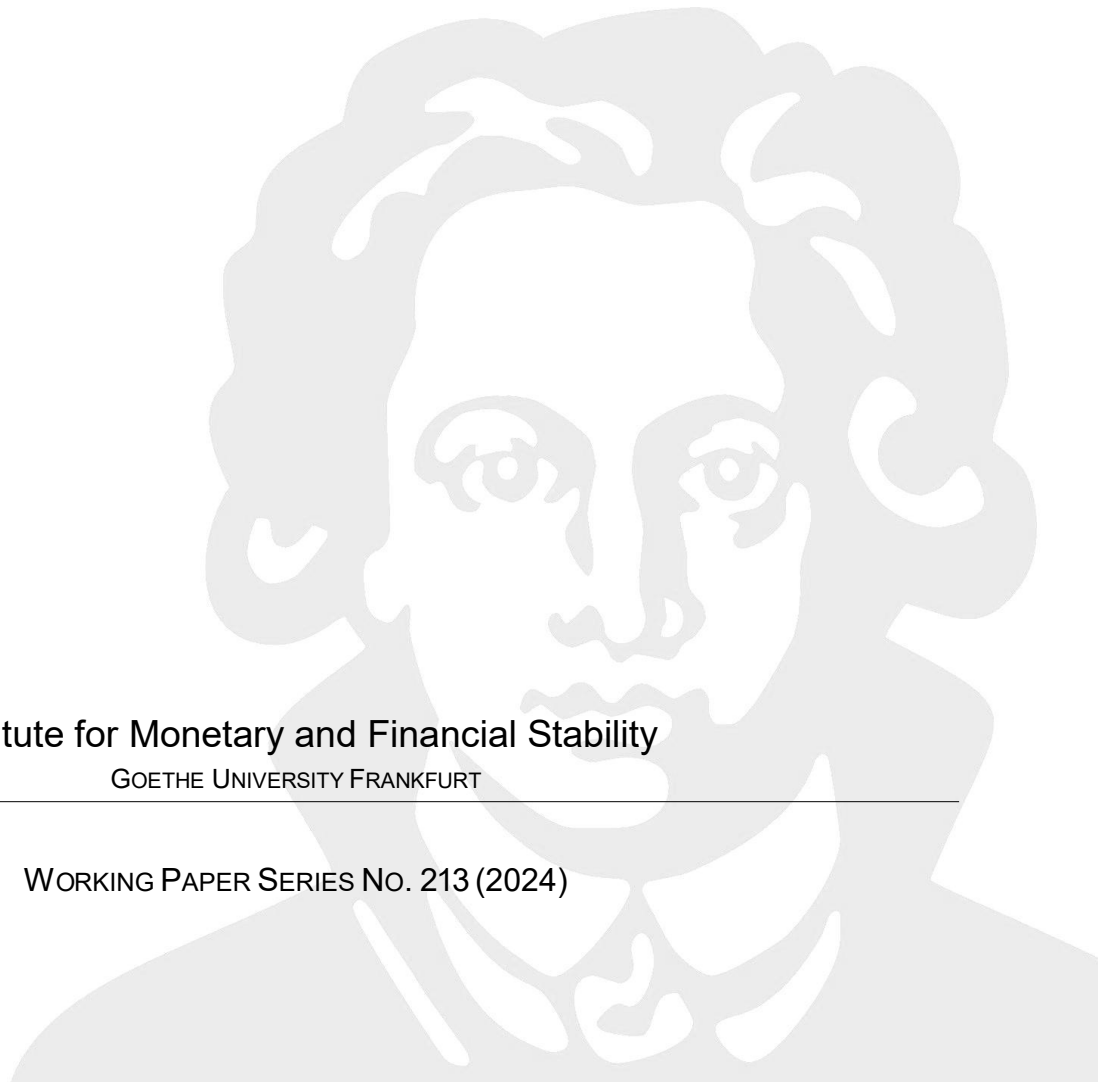 tute for Monetary and Financial Stability
GOETHE UNIVERSITY FRANKFURT
WORKING PAPER SERIES NO. 213 (2024)